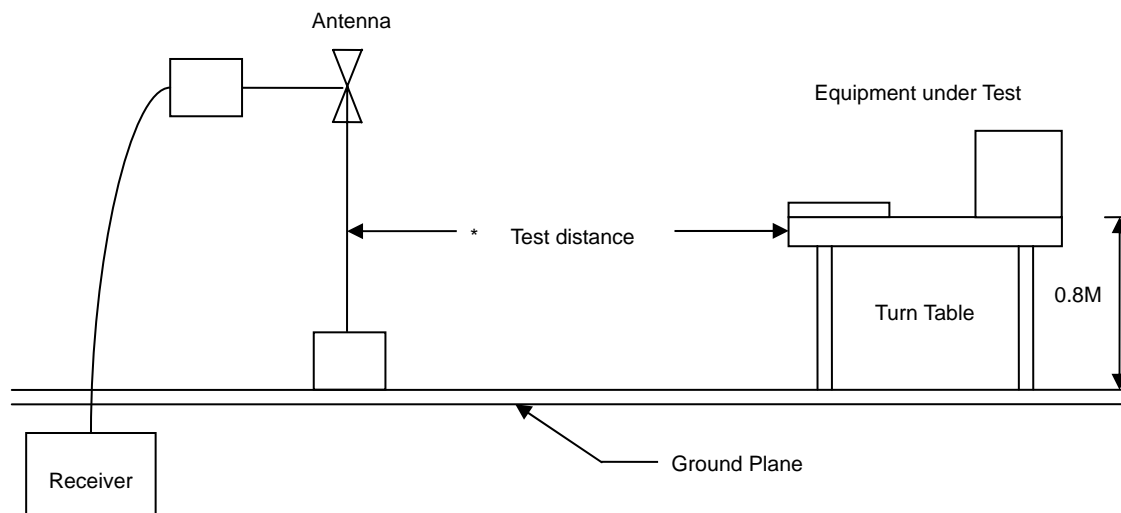 Antenna
Equipment under Test
* Test distance
0.8M
Turn Table
Ground Plane
Receiver